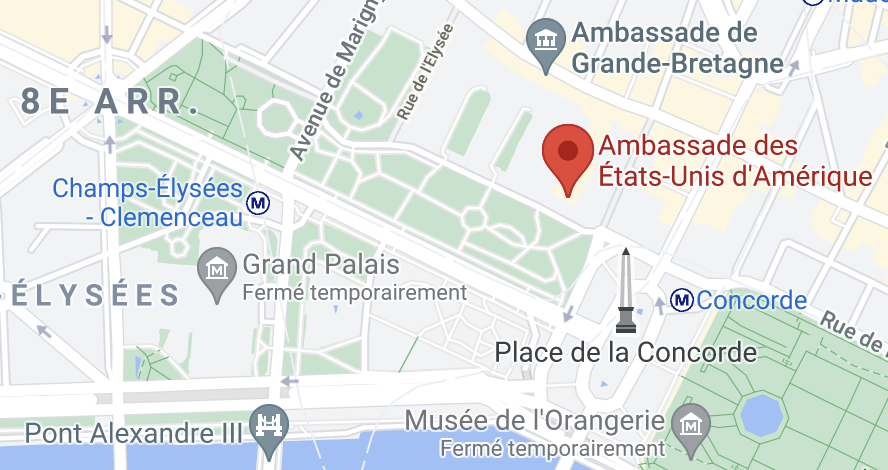 Ambassade de
Grande-Bretagne
Avenue de Marigny
Rue de l'Elysée
8E ARR.
Ambassade des
États-Unis d'Amérique
Champs-Élysées
- Clemenceau
Grand Palais
Fermé temporairement
-ÉLYSÉES
Concorde
Rue de
Place de la Concorde
Musée de l'Orangerie
Fermé temporairement
Pont Alexandre III